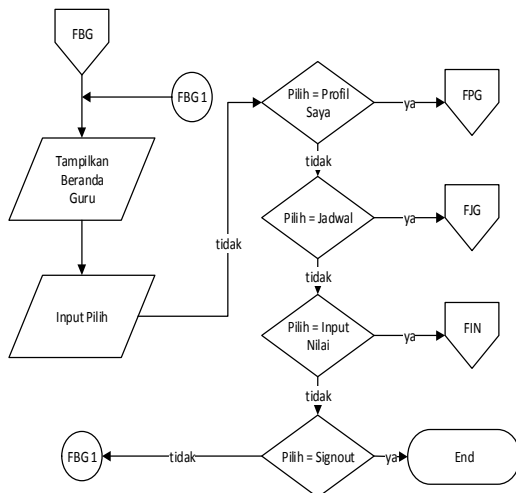 FBG
FBG 1
Tampilkan
Beranda
Guru
Input Pilih
tidak
Pilih = Profil
Saya
ya
FPG
tidak
Pilih = Jadwal
ya
FJG
tidak
Pilih = Input
Nilai
ya
FIN
tidak
Pilih = Signout
ya
End
tidak
FBG 1